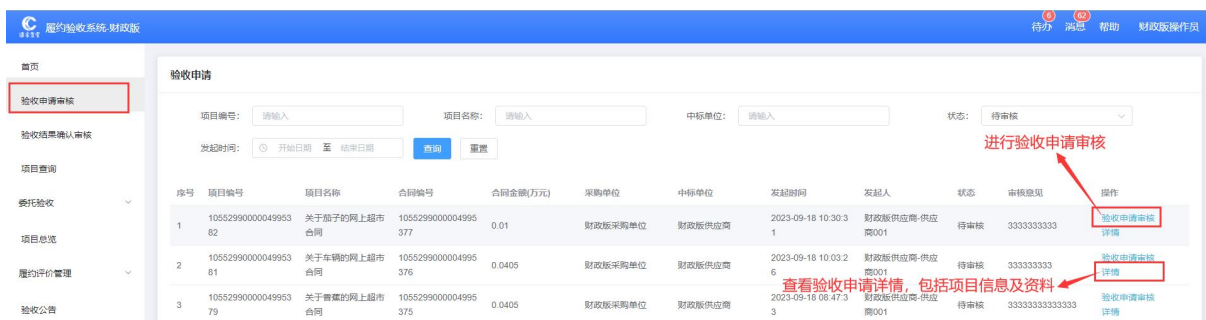 履约验收系统-财政版
待办 6 消息 62 帮助 财政版操作员
首页
验收申请审核
验收结果确认审核
项目查询
委托验收
项目总览
履约评价管理
验收公告
验收申请
项目编号: 请输入 项目名称: 请输入 中标单位: 请输入 状态: 待审核
发起时间: 开始日期 至 结束日期 查询 重置
进行验收申请审核
序号 项目编号 项目名称 合同编号 合同金额(万元) 采购单位 中标单位 发起时间 发起人 状态 审核意见 操作
1 10552990000049953 关于茄子的网上超市 1055299000004995 0.01 财政版采购单位 财政版供应商 2023-09-18 10:30:3 财政版供应商-供应 待审核 3333333333 验收申请审核
82 合同 377 1 商001 详情
2 10552990000049953 关于车辆的网上超市 1055299000004995 0.0405 财政版采购单位 财政版供应商 2023-09-18 10:03:2 财政版供应商-供应 待审核 333333333 验收申请审核
81 合同 376 6 商001 详情
查看验收申请详情，包括项目信息及资料
3 10552990000049953 关于香蕉的网上超市 1055299000004995 0.0405 财政版采购单位 财政版供应商 2023-09-18 08:47:3 财政版供应商-供应 待审核 33333333333333 验收申请审核
79 合同 375 3 商001 详情